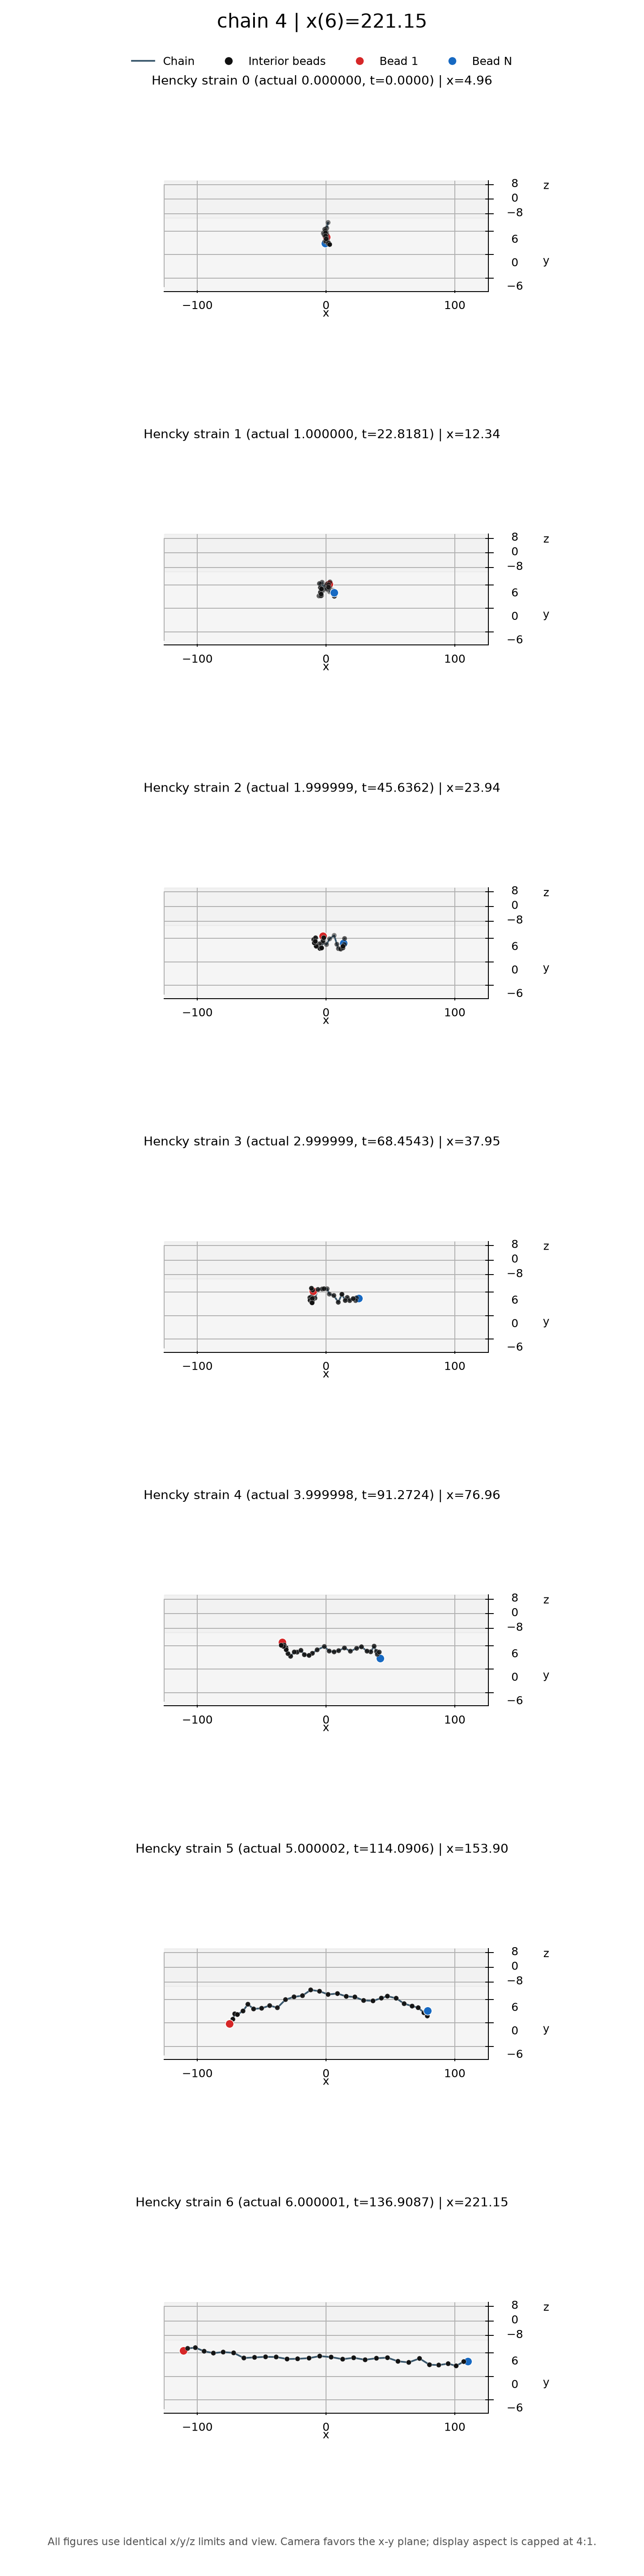 chain 4 | x(6)=221.15
Chain Interior beads Bead 1 Bead N
Hencky strain 0 (actual 0.000000, t=0.0000) | x=4.96
8
z
0
−8
6
0
y
−6
−100 0 100
x
Hencky strain 1 (actual 1.000000, t=22.8181) | x=12.34
8
z
0
−8
6
0
y
−6
−100 0 100
x
Hencky strain 2 (actual 1.999999, t=45.6362) | x=23.94
8
z
0
−8
6
0
y
−6
−100 0 100
x
Hencky strain 3 (actual 2.999999, t=68.4543) | x=37.95
8
z
0
−8
6
0
y
−6
−100 0 100
x
Hencky strain 4 (actual 3.999998, t=91.2724) | x=76.96
8
z
0
−8
6
0
y
−6
−100 0 100
x
Hencky strain 5 (actual 5.000002, t=114.0906) | x=153.90
8
z
0
−8
6
0
y
−6
−100 0 100
x
Hencky strain 6 (actual 6.000001, t=136.9087) | x=221.15
8
z
0
−8
6
0
y
−6
−100 0 100
x
All figures use identical x/y/z limits and view. Camera favors the x-y plane; display aspect is capped at 4:1.